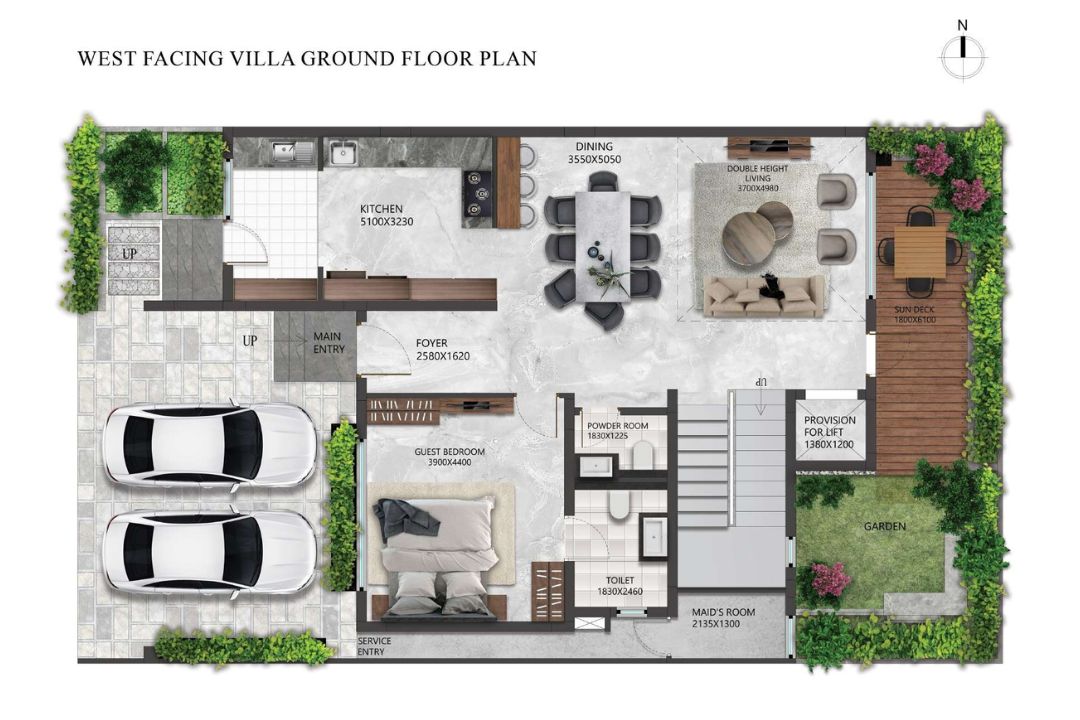 N
WEST FACING VILLA GROUND FLOOR PLAN
DINING
3550X5050
DOUBLE HEIGHT
LIVING
3700X4980
KITCHEN
5100X3230
UP
SUN DECK
1800X6100
UP
MAIN
ENTRY
FOYER
2580X1620
UP
PROVISION
FOR LIFT
1380X1200
POWDER ROOM
1830X1225
GUEST BEDROOM
3900X4400
GARDEN
TOILET
1830X2460
MAID'S ROOM
2135X1300
SERVICE
ENTRY